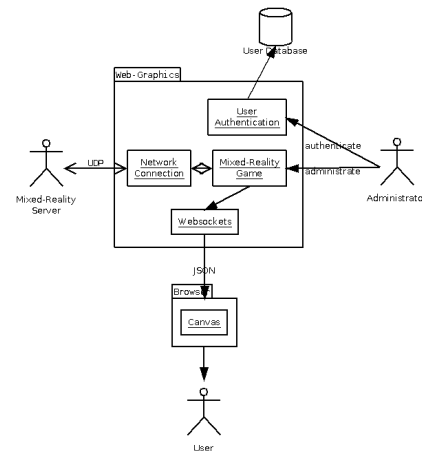 User Database
Web-Graphics
User
Authentication
authenticate
UDP
Network
Connection
Mixed-Reality
Game
administrate
Mixed-Reality
Server
Administrato
Websockets
JSON
Browser
Canvas
User